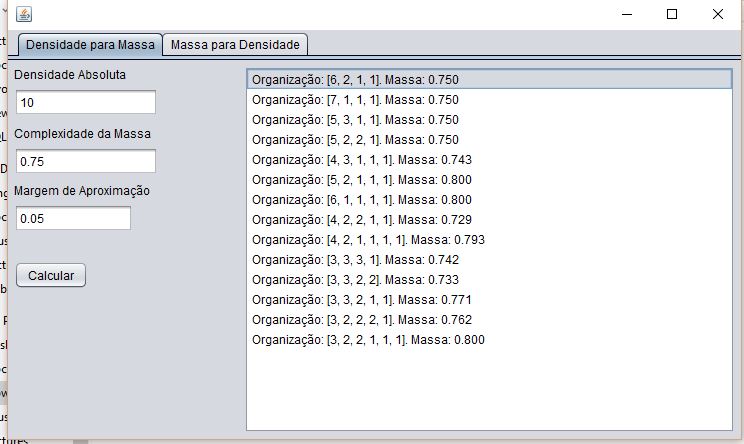 Densidade para Massa
Massa para Densidade
Densidade Absoluta
10
Complexidade da Massa
0.75
Margem de Aproximação
0.05
Calcular
Organização: [6, 2, 1, 1]. Massa: 0.750
Organização: [7, 1, 1, 1]. Massa: 0.750
Organização: [5, 3, 1, 1]. Massa: 0.750
Organização: [5, 2, 2, 1]. Massa: 0.750
Organização: [4, 3, 1, 1, 1]. Massa: 0.743
Organização: [5, 2, 1, 1, 1]. Massa: 0.800
Organização: [6, 1, 1, 1, 1]. Massa: 0.800
Organização: [4, 2, 2, 1, 1]. Massa: 0.729
Organização: [4, 2, 1, 1, 1, 1]. Massa: 0.793
Organização: [3, 3, 3, 1]. Massa: 0.742
Organização: [3, 3, 2, 2]. Massa: 0.733
Organização: [3, 3, 2, 1, 1]. Massa: 0.771
Organização: [3, 2, 2, 2, 1]. Massa: 0.762
Organização: [3, 2, 2, 1, 1, 1]. Massa: 0.800